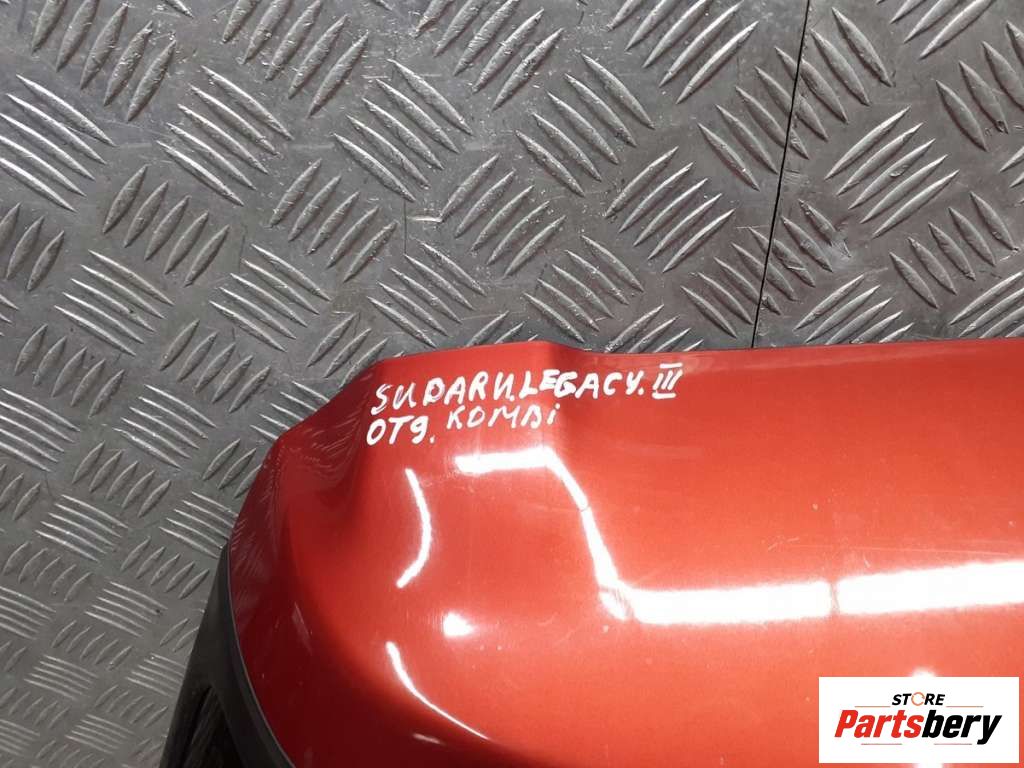 SUBARU.LEGACY.III
OT9. KOMBi
STORE
Partsbery